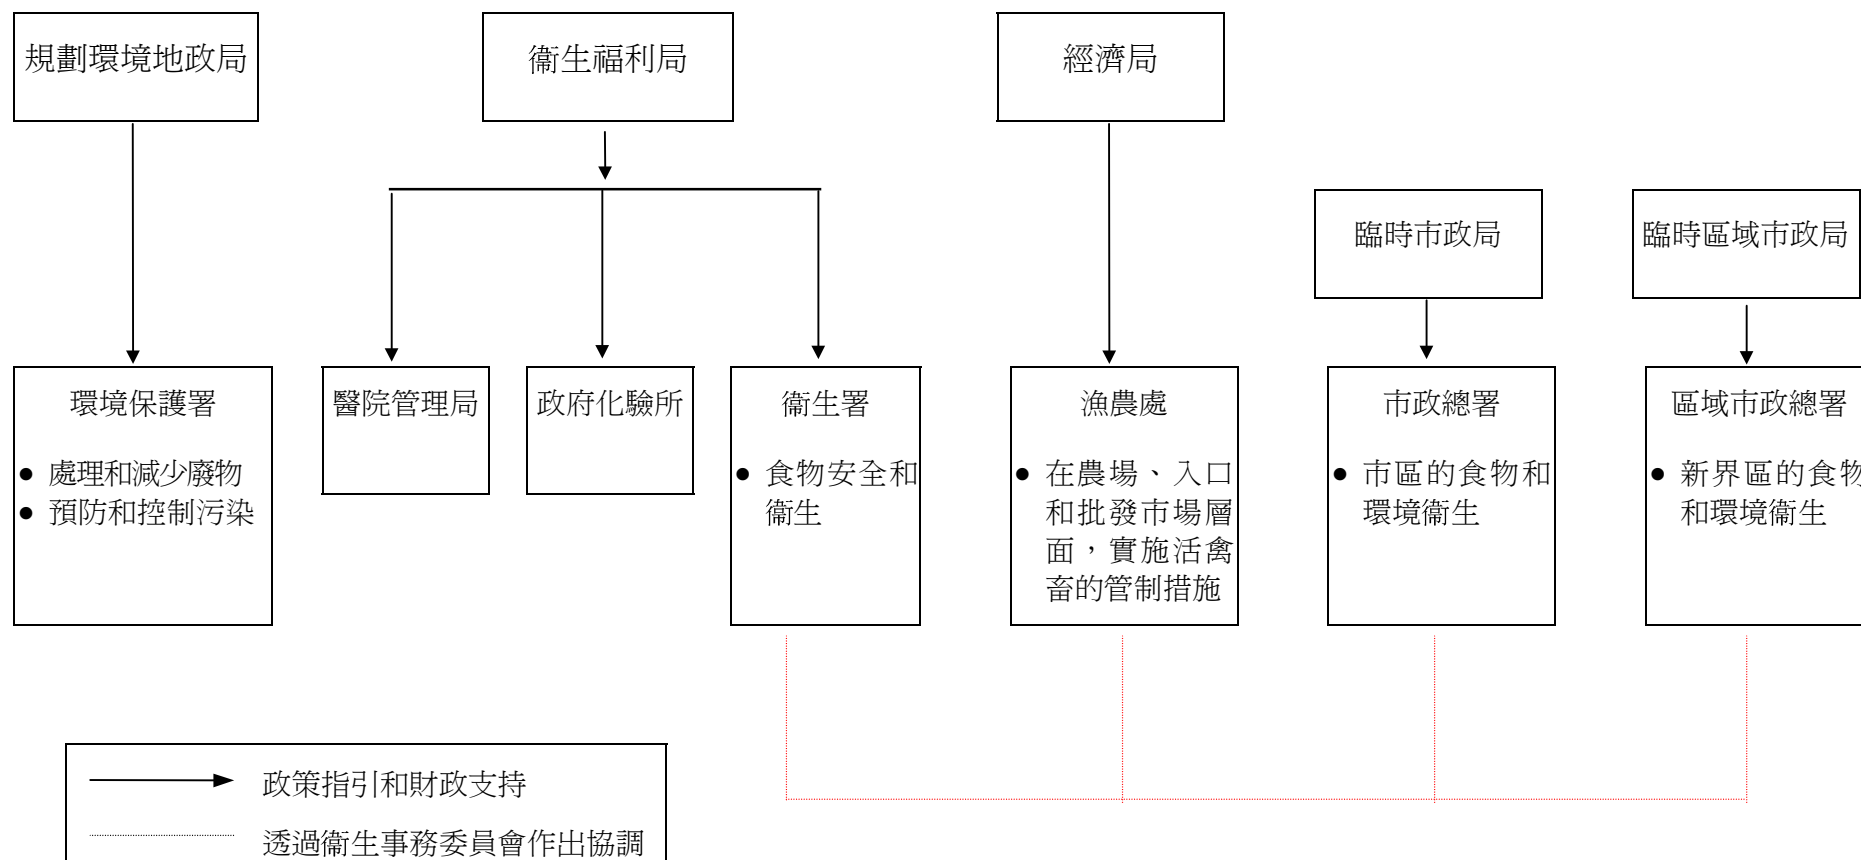 規劃環境地政局
衞生福利局
經濟局
臨時市政局
臨時區域市政局
環境保護署
● 處理和減少廢物
● 預防和控制污染
醫院管理局
政府化驗所
衞生署
● 食物安全和
衞生
漁農處
● 在農場、入口
和批發市場層
面，實施活禽
畜的管制措施
市政總署
● 市區的食物和
環境衞生
區域市政總署
● 新界區的食物
和環境衞生
政策指引和財政支持
透過衞生事務委員會作出協調